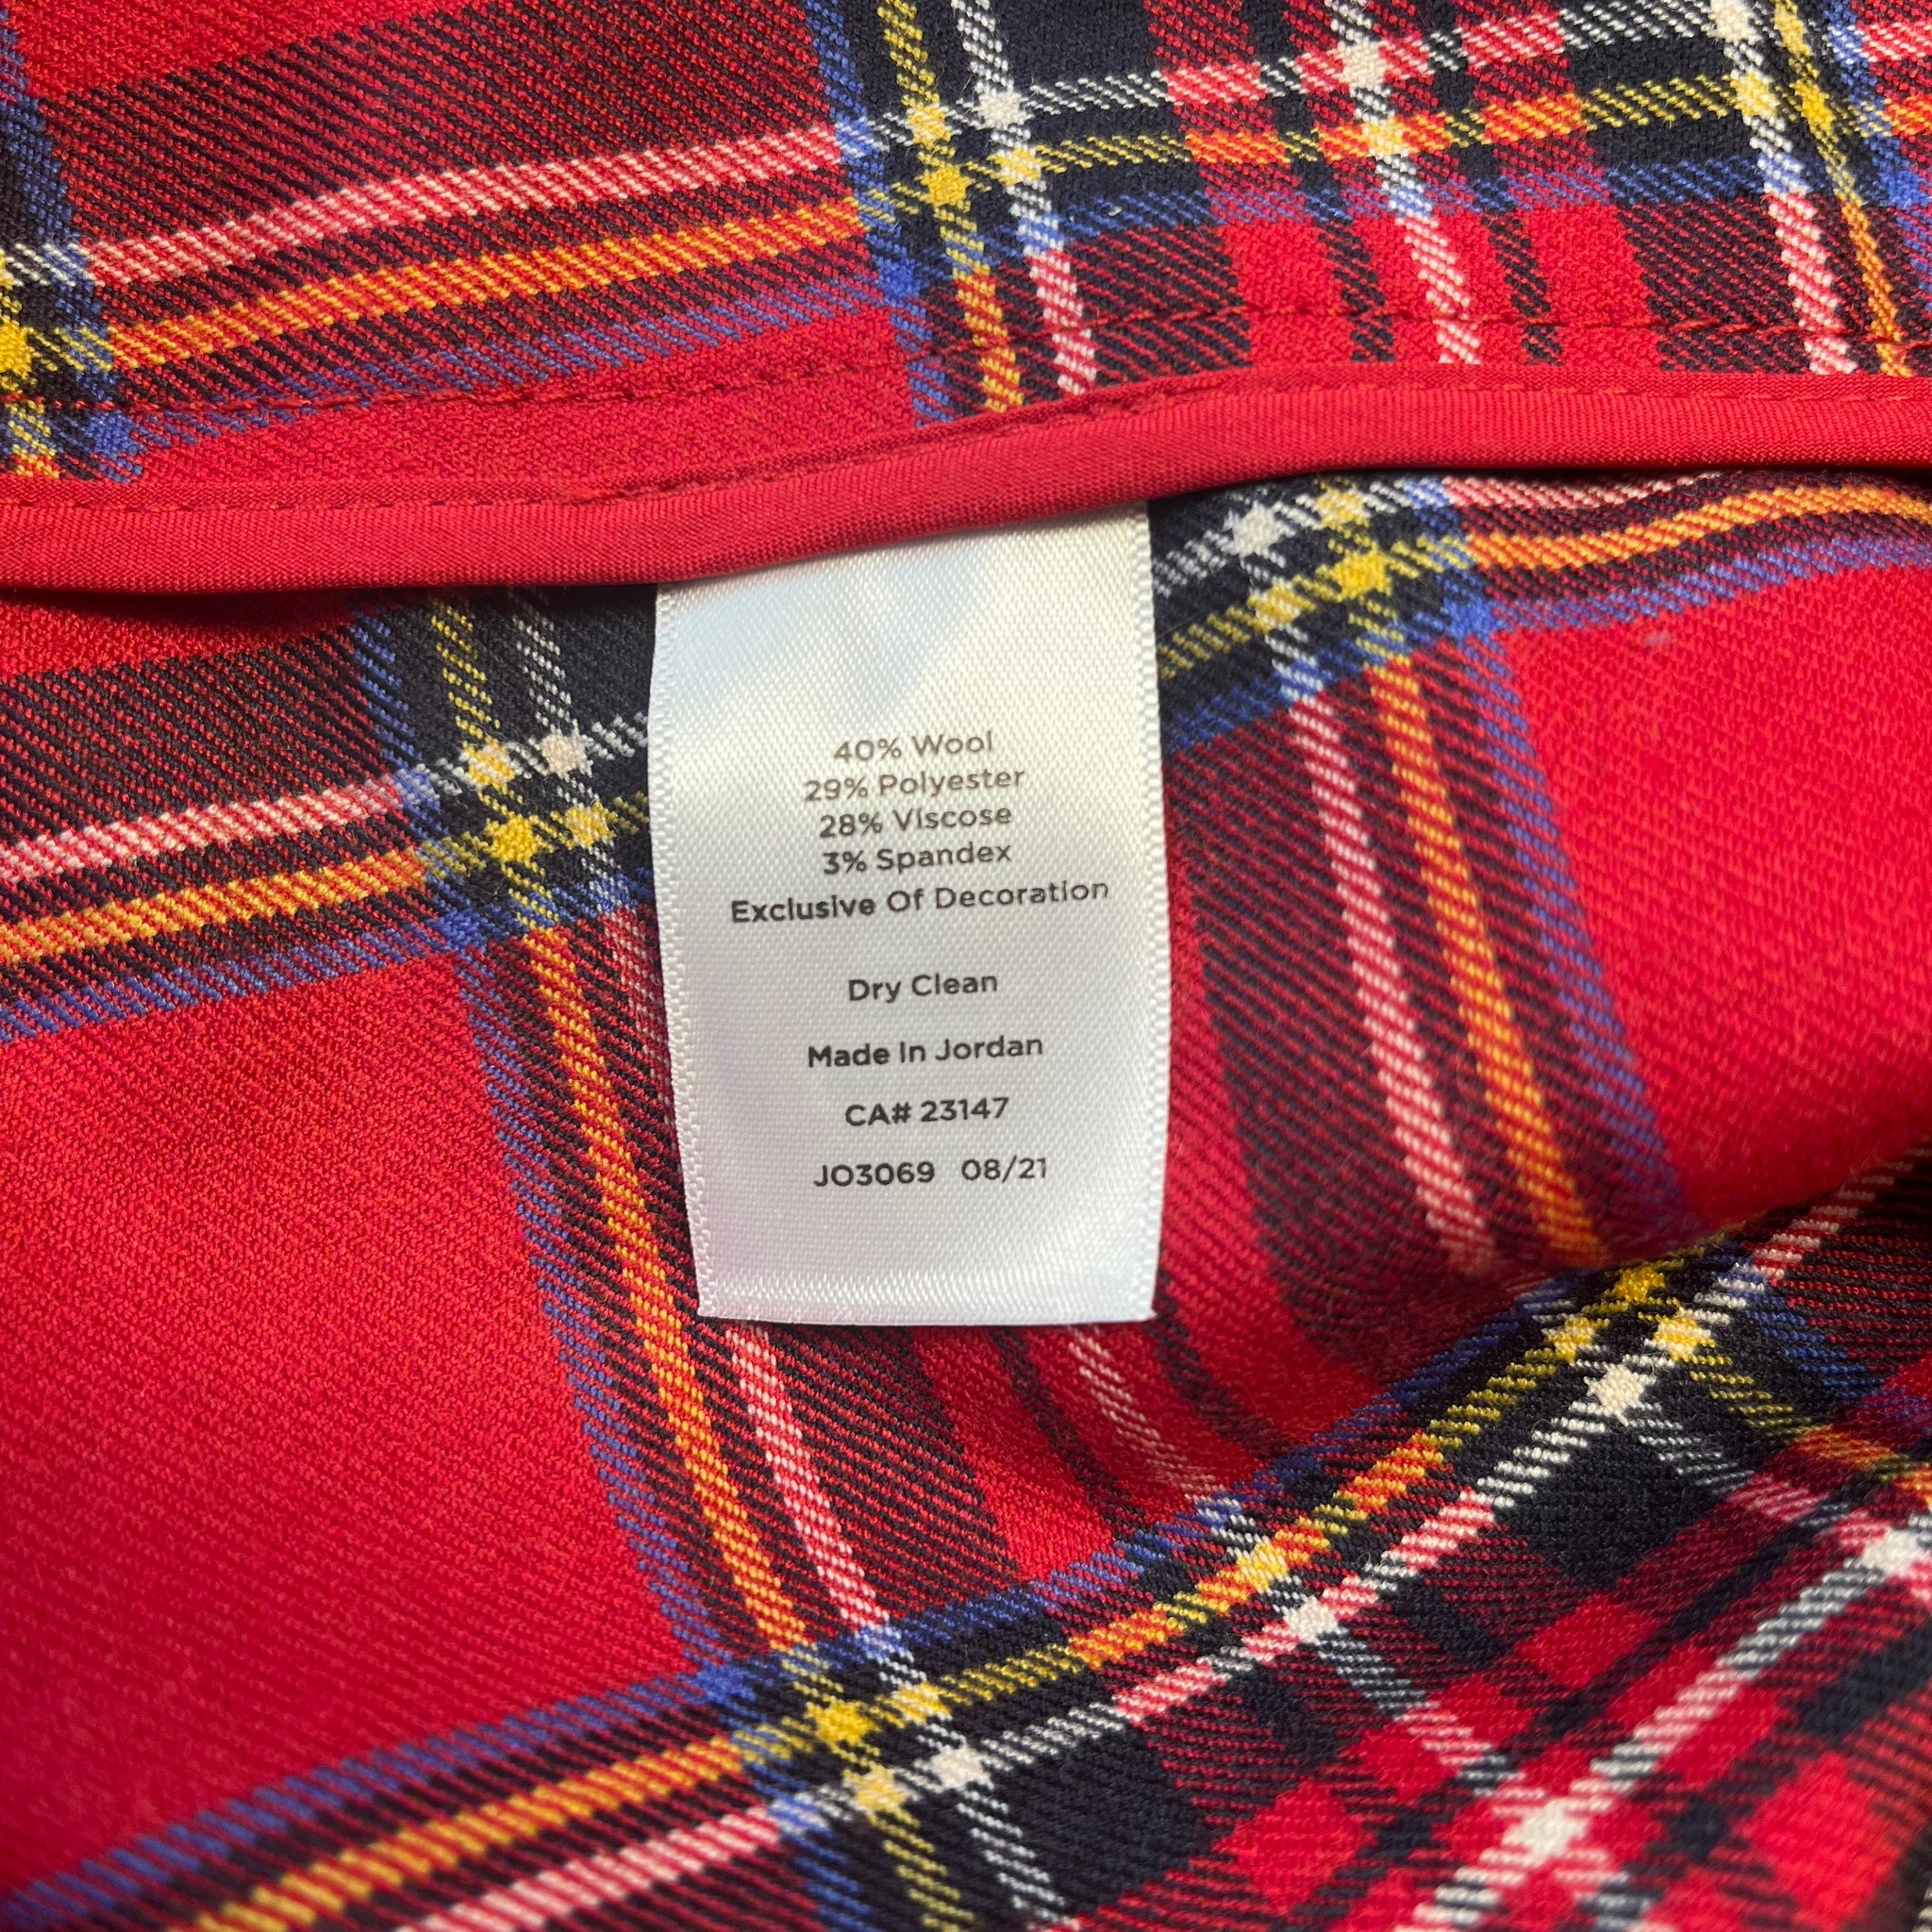 40% Wool
29% Polyester
28% Viscose
3% Spandex
Exclusive Of Decoration
Dry Clean
Made In Jordan
CA# 23147
JO3069 08/21